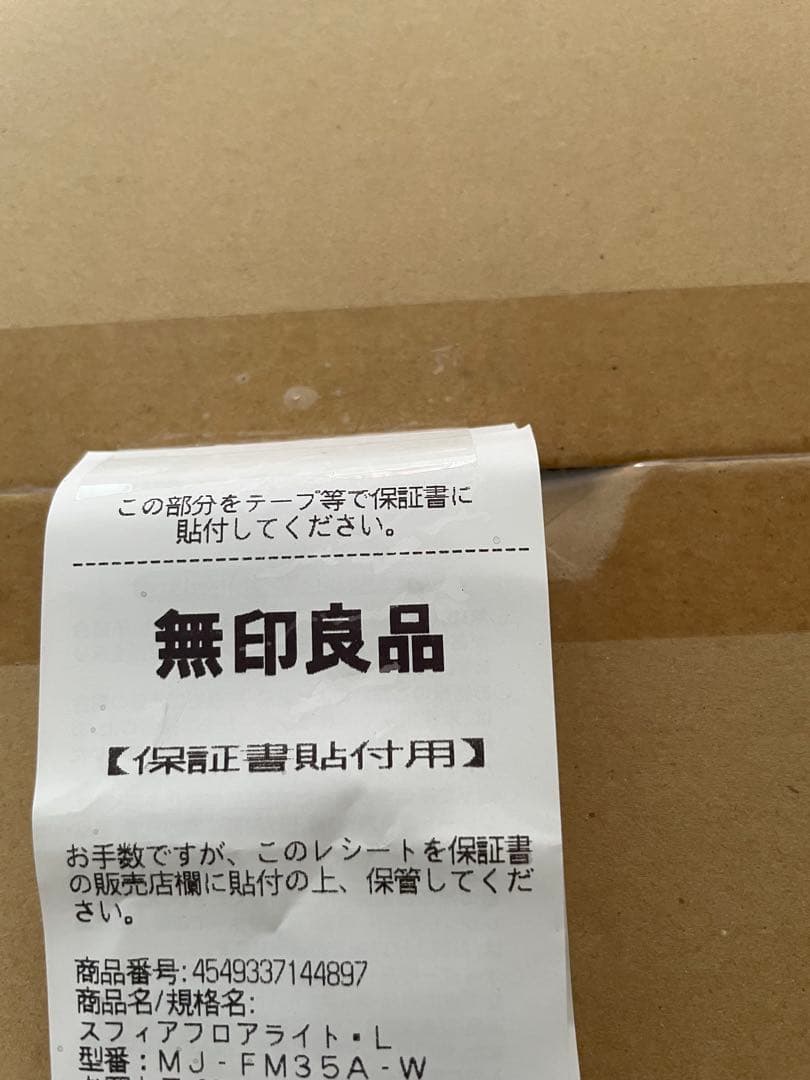 この部分をテープ等で保証書に
貼付してください。
無印良品
【保証書貼付用】
お手数ですが、このレシートを保証書
の販売店欄に貼付の上、保管してくだ
さい。
商品番号:4549337144897
商品名/規格名:
スフィアフロアライト・L
型番:MJ-FM35A-W